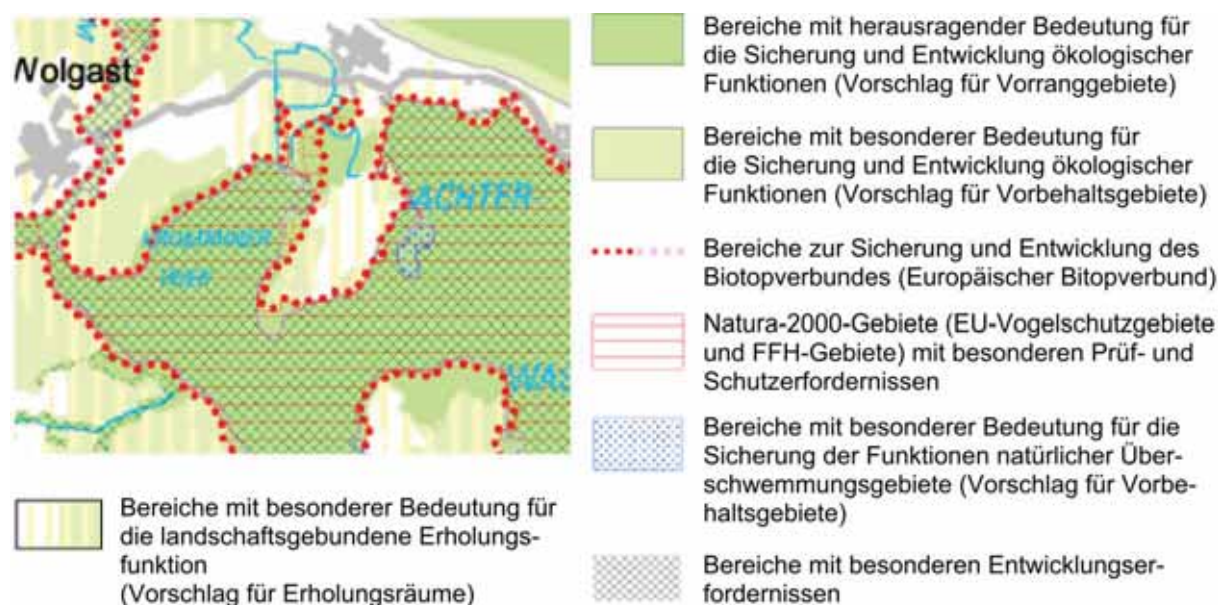 Wolgast
ACHTER-
WAS
Bereiche mit besonderer Bedeutung für
die landschaftsgebundene Erholungs-
funktion
(Vorschlag für Erholungsräume)
Bereiche mit herausragender Bedeutung für
die Sicherung und Entwicklung ökologischer
Funktionen (Vorschlag für Vorranggebiete)
Bereiche mit besonderer Bedeutung für
die Sicherung und Entwicklung ökologischer
Funktionen (Vorschlag für Vorbehaltsgebiete)
Bereiche zur Sicherung und Entwicklung des
Biotopverbundes (Europäischer Bitopverbund)
Natura-2000-Gebiete (EU-Vogelschutzgebiete
und FFH-Gebiete) mit besonderen Prüf- und
Schutzerfordernissen
Bereiche mit besonderer Bedeutung für die
Sicherung der Funktionen natürlicher Über-
schwemmungsgebiete (Vorschlag für Vorbe-
haltsgebiete)
Bereiche mit besonderen Entwicklungser-
fordernissen